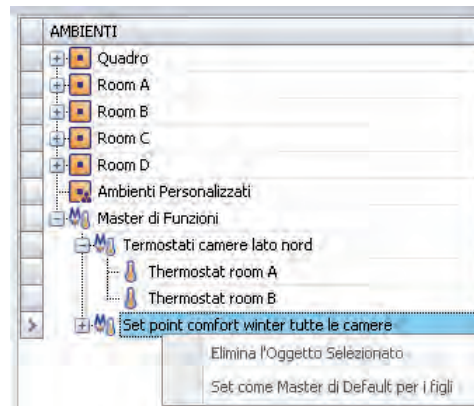 AMBIENTI
Quadro
Room A
Room B
Room C
Room D
Ambienti Personalizzati
Master di Funzioni
Termostati camere lato nord
Thermostat room A
Thermostat room B
Set point comfort winter tutte le camere
Elimina l'Oggetto Selezionato
Set come Master di Default per i figli